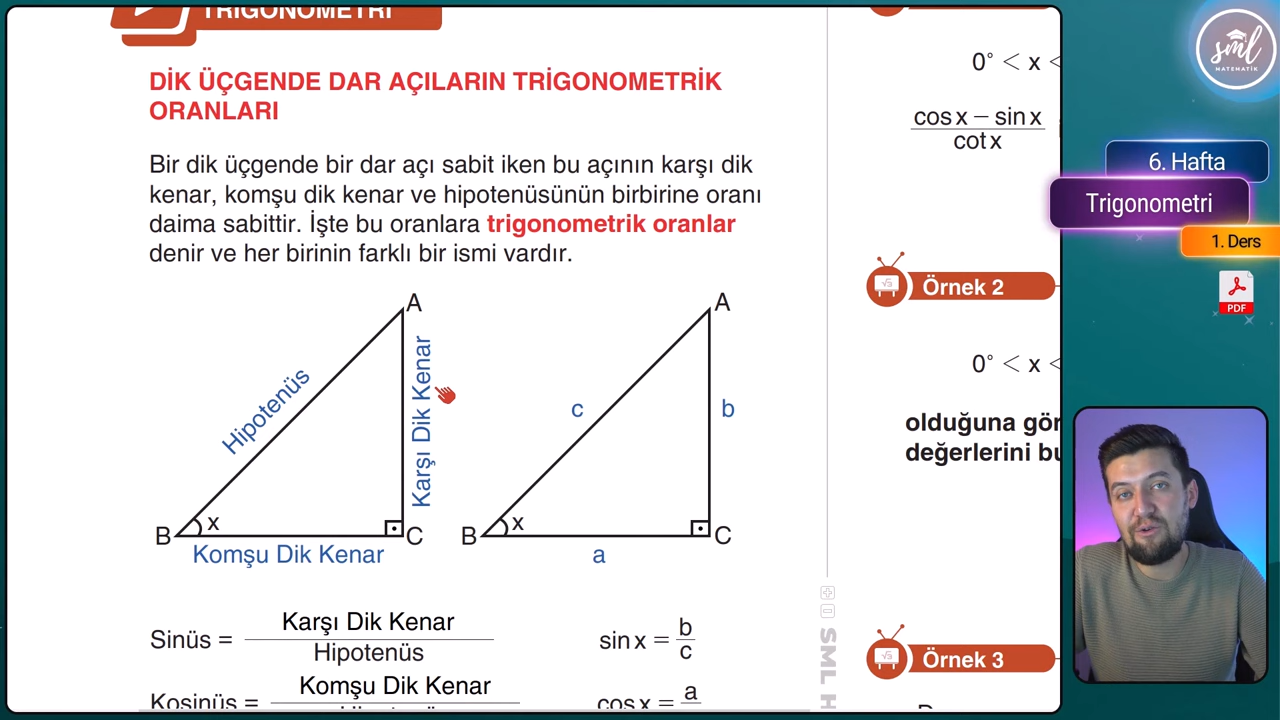 TRİGONOMETRİ
DİK ÜÇGENDE DAR AÇILARIN TRİGONOMETRİK
ORANLARI
Bir dik üçgende bir dar açı sabit iken bu açının karşı dik
kenar, komşu dik kenar ve hipotenüsünün birbirine oranı
daima sabittir. İşte bu oranlara trigonometrik oranlar
denir ve her birinin farklı bir ismi vardır.
A
Hipotenüs
Karşı Dik Kenar
B
x
C
Komşu Dik Kenar
A
c
b
B
x
C
a
Sinüs = Karşı Dik Kenar / Hipotenüs
sin x = b / c
Kosinüs = Komşu Dik Kenar
cos x = a
0° < x <
cos x − sin x / cot x
Örnek 2
0° < x <
olduğuna gör
değerlerini bu
Örnek 3
SML H
sml
MATEMATİK
6. Hafta
Trigonometri
1. Ders
PDF